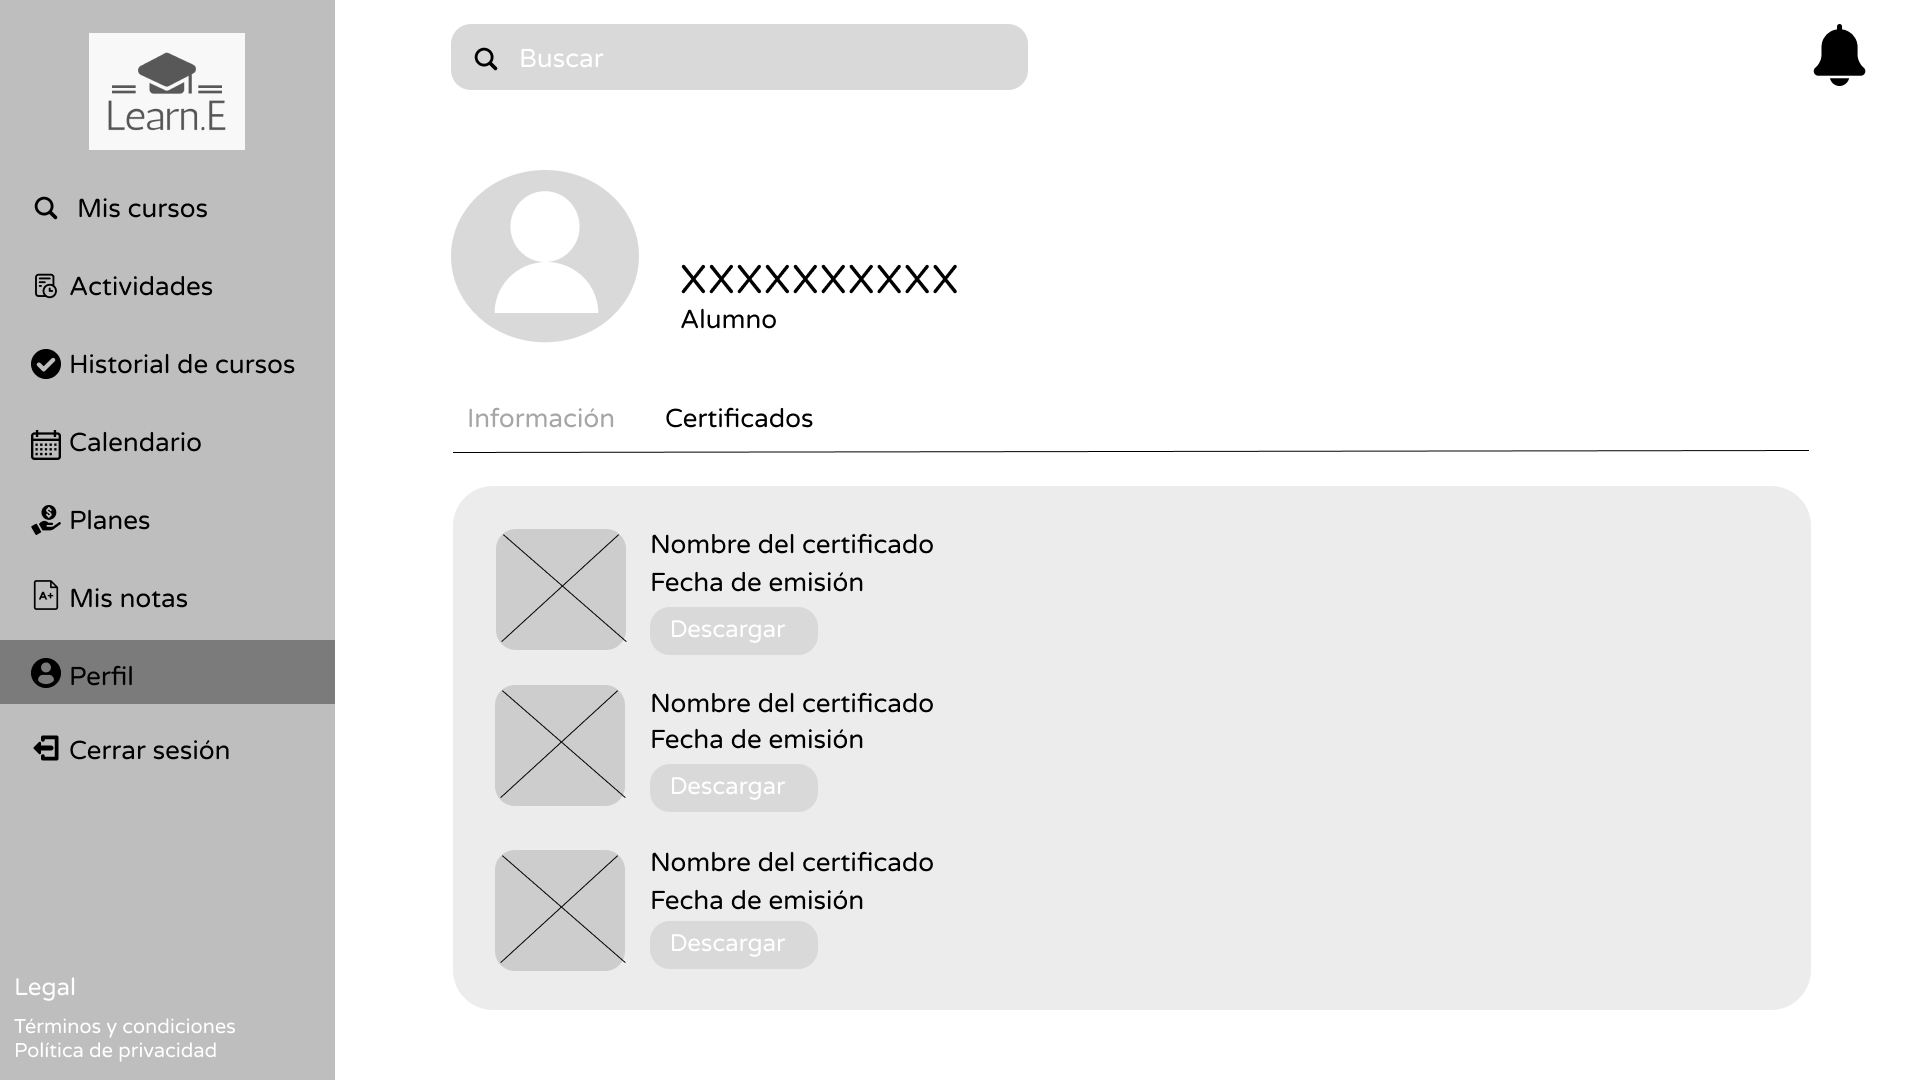 Learn.E
Mis cursos
Actividades
Historial de cursos
Calendario
$
Planes
A+
Mis notas
Perfil
Cerrar sesión
Legal
Términos y condiciones
Política de privacidad
Buscar
XXXXXXXXXX
Alumno
Información Certificados
Nombre del certificado
Fecha de emisión
Descargar
Nombre del certificado
Fecha de emisión
Descargar
Nombre del certificado
Fecha de emisión
Descargar